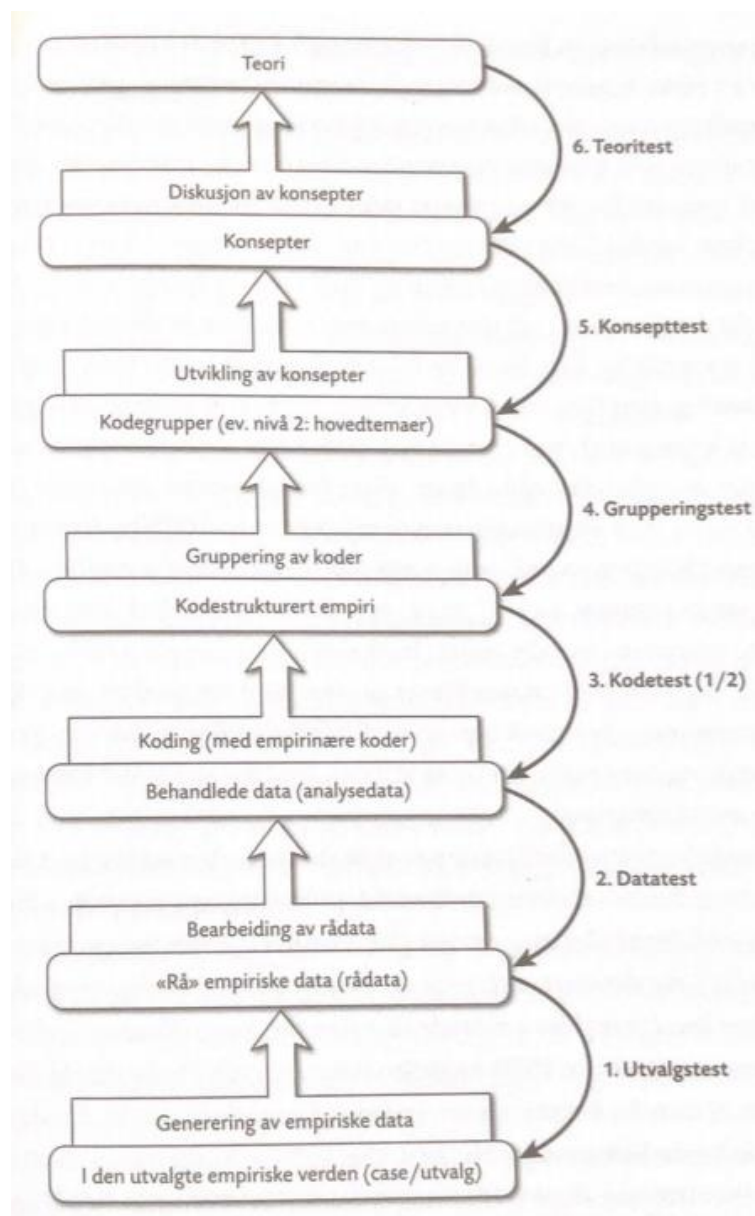 Teori
6. Teoritest
Diskusjon av konsepter
Konsepter
5. Konsepttest
Utvikling av konsepter
Kodegrupper (ev. nivå 2: hovedtemaer)
4. Grupperingstest
Gruppering av koder
Kodestrukturert empiri
3. Kodetest (1/2)
Koding (med empirinære koder)
Behandlede data (analysedata)
2. Datatest
Bearbeiding av rådata
«Rå» empiriske data (rådata)
1. Utvalgstest
Generering av empiriske data
I den utvalgte empiriske verden (case/utvalg)